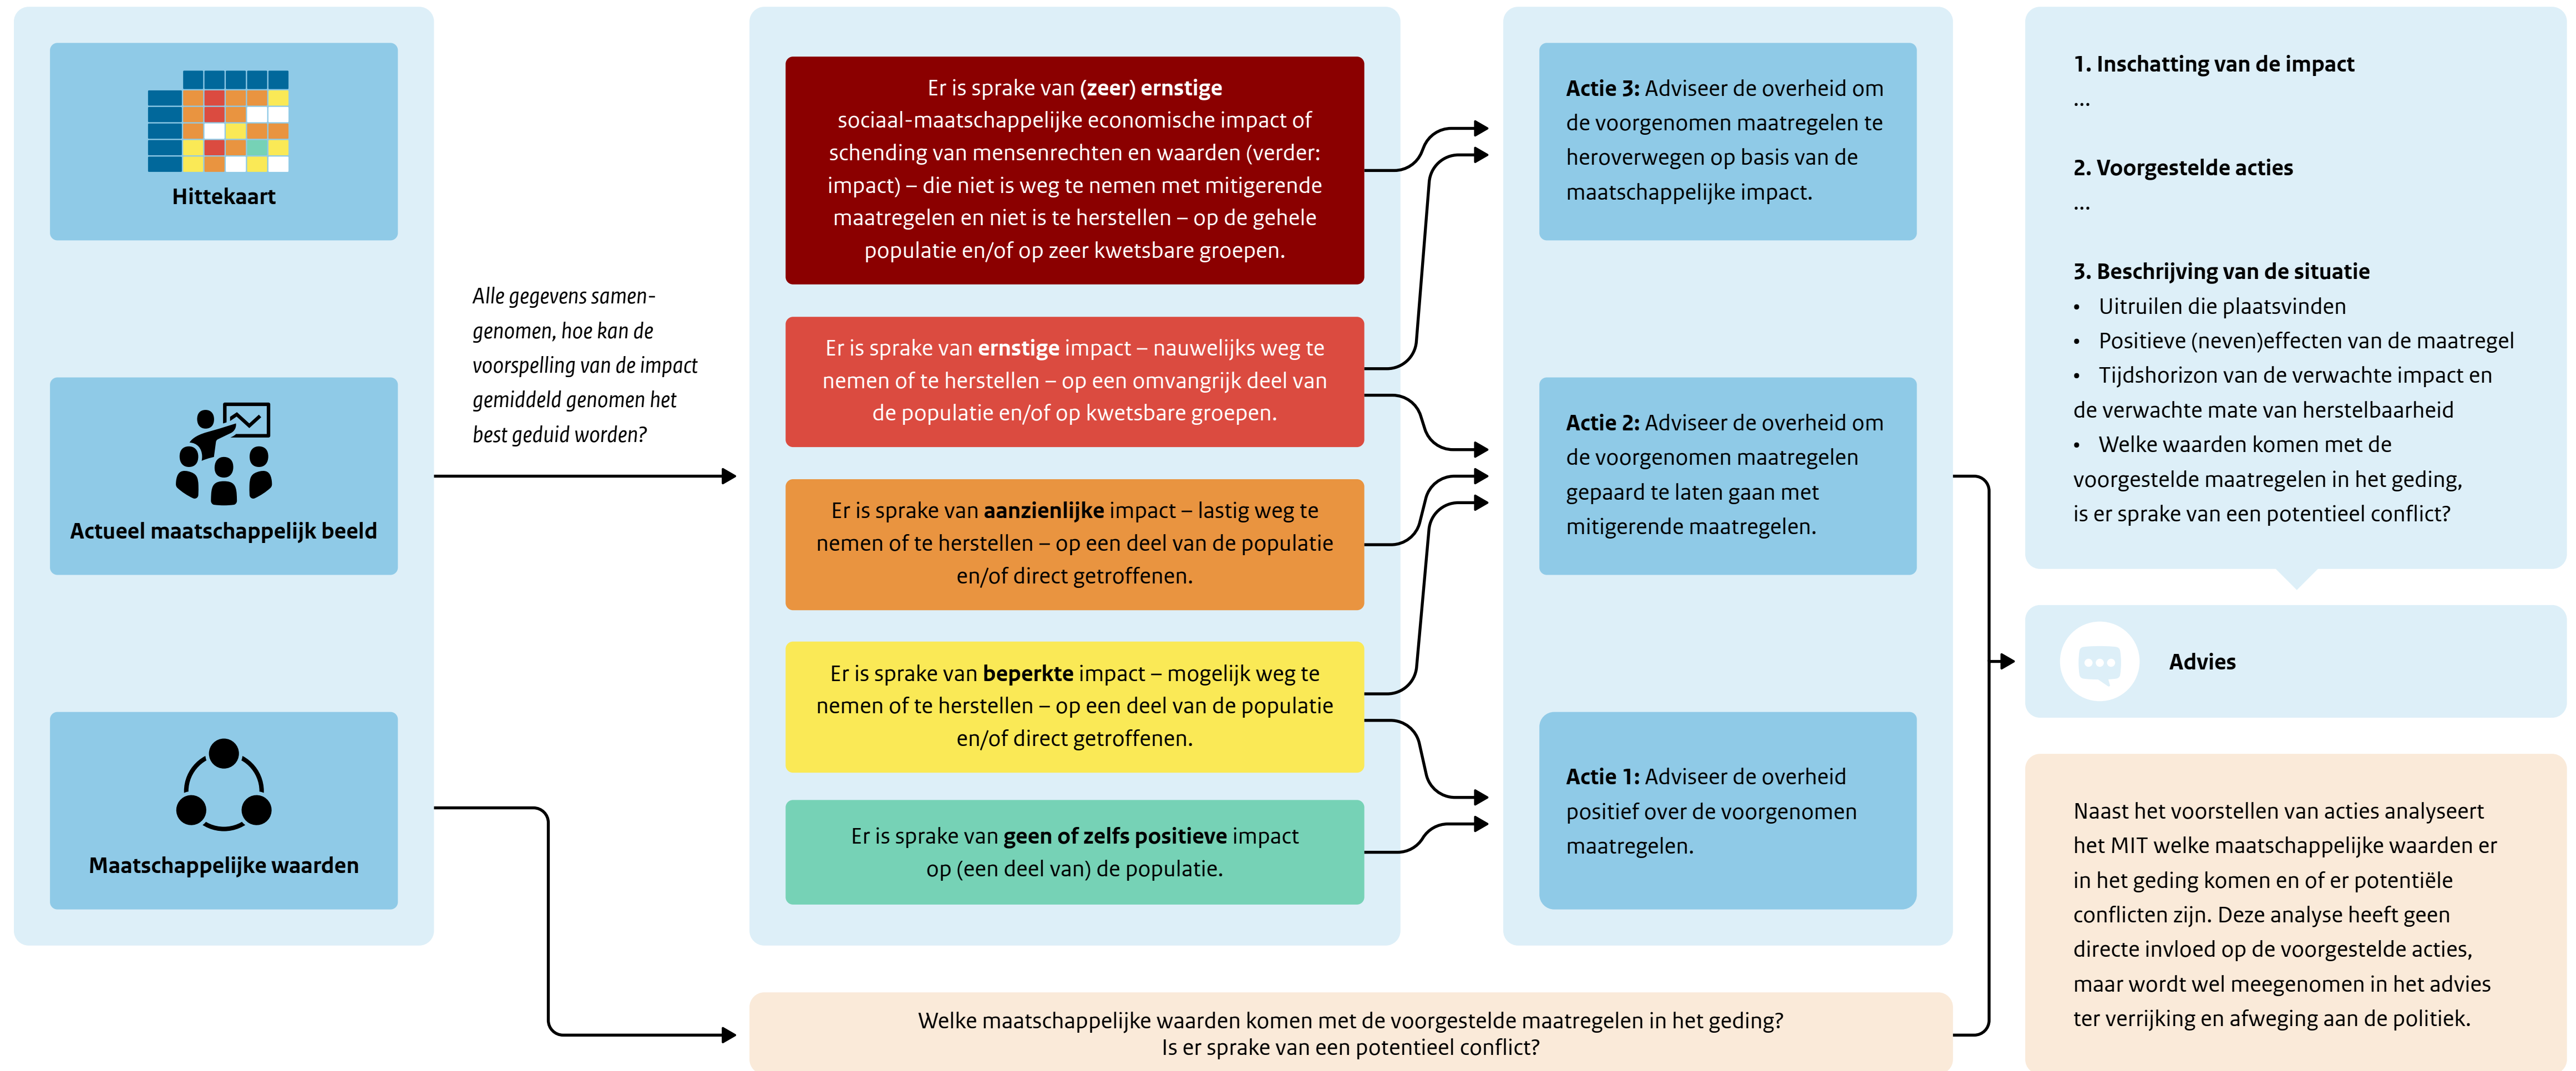 Hittekaart
Actueel maatschappelijk beeld
Maatschappelijke waarden
Alle gegevens samen-
genomen, hoe kan de
voorspelling van de impact
gemiddeld genomen het
best geduid worden?
Er is sprake van (zeer) ernstige
sociaal-maatschappelijke economische impact of
schending van mensenrechten en waarden (verder:
impact) – die niet is weg te nemen met mitigerende
maatregelen en niet is te herstellen – op de gehele
populatie en/of op zeer kwetsbare groepen.
Er is sprake van ernstige impact – nauwelijks weg te
nemen of te herstellen – op een omvangrijk deel van
de populatie en/of op kwetsbare groepen.
Er is sprake van aanzienlijke impact – lastig weg te
nemen of te herstellen – op een deel van de populatie
en/of direct getroffenen.
Er is sprake van beperkte impact – mogelijk weg te
nemen of te herstellen – op een deel van de populatie
en/of direct getroffenen.
Er is sprake van geen of zelfs positieve impact
op (een deel van) de populatie.
Actie 3: Adviseer de overheid om
de voorgenomen maatregelen te
heroverwegen op basis van de
maatschappelijke impact.
Actie 2: Adviseer de overheid om
de voorgenomen maatregelen
gepaard te laten gaan met
mitigerende maatregelen.
Actie 1: Adviseer de overheid
positief over de voorgenomen
maatregelen.
Welke maatschappelijke waarden komen met de voorgestelde maatregelen in het geding?
Is er sprake van een potentieel conflict?
1. Inschatting van de impact
...
2. Voorgestelde acties
...
3. Beschrijving van de situatie
• Uitruilen die plaatsvinden
• Positieve (neven)effecten van de maatregel
• Tijdshorizon van de verwachte impact en
de verwachte mate van herstelbaarheid
• Welke waarden komen met de
voorgestelde maatregelen in het geding,
is er sprake van een potentieel conflict?
Advies
Naast het voorstellen van acties analyseert
het MIT welke maatschappelijke waarden er
in het geding komen en of er potentiële
conflicten zijn. Deze analyse heeft geen
directe invloed op de voorgestelde acties,
maar wordt wel meegenomen in het advies
ter verrijking en afweging aan de politiek.